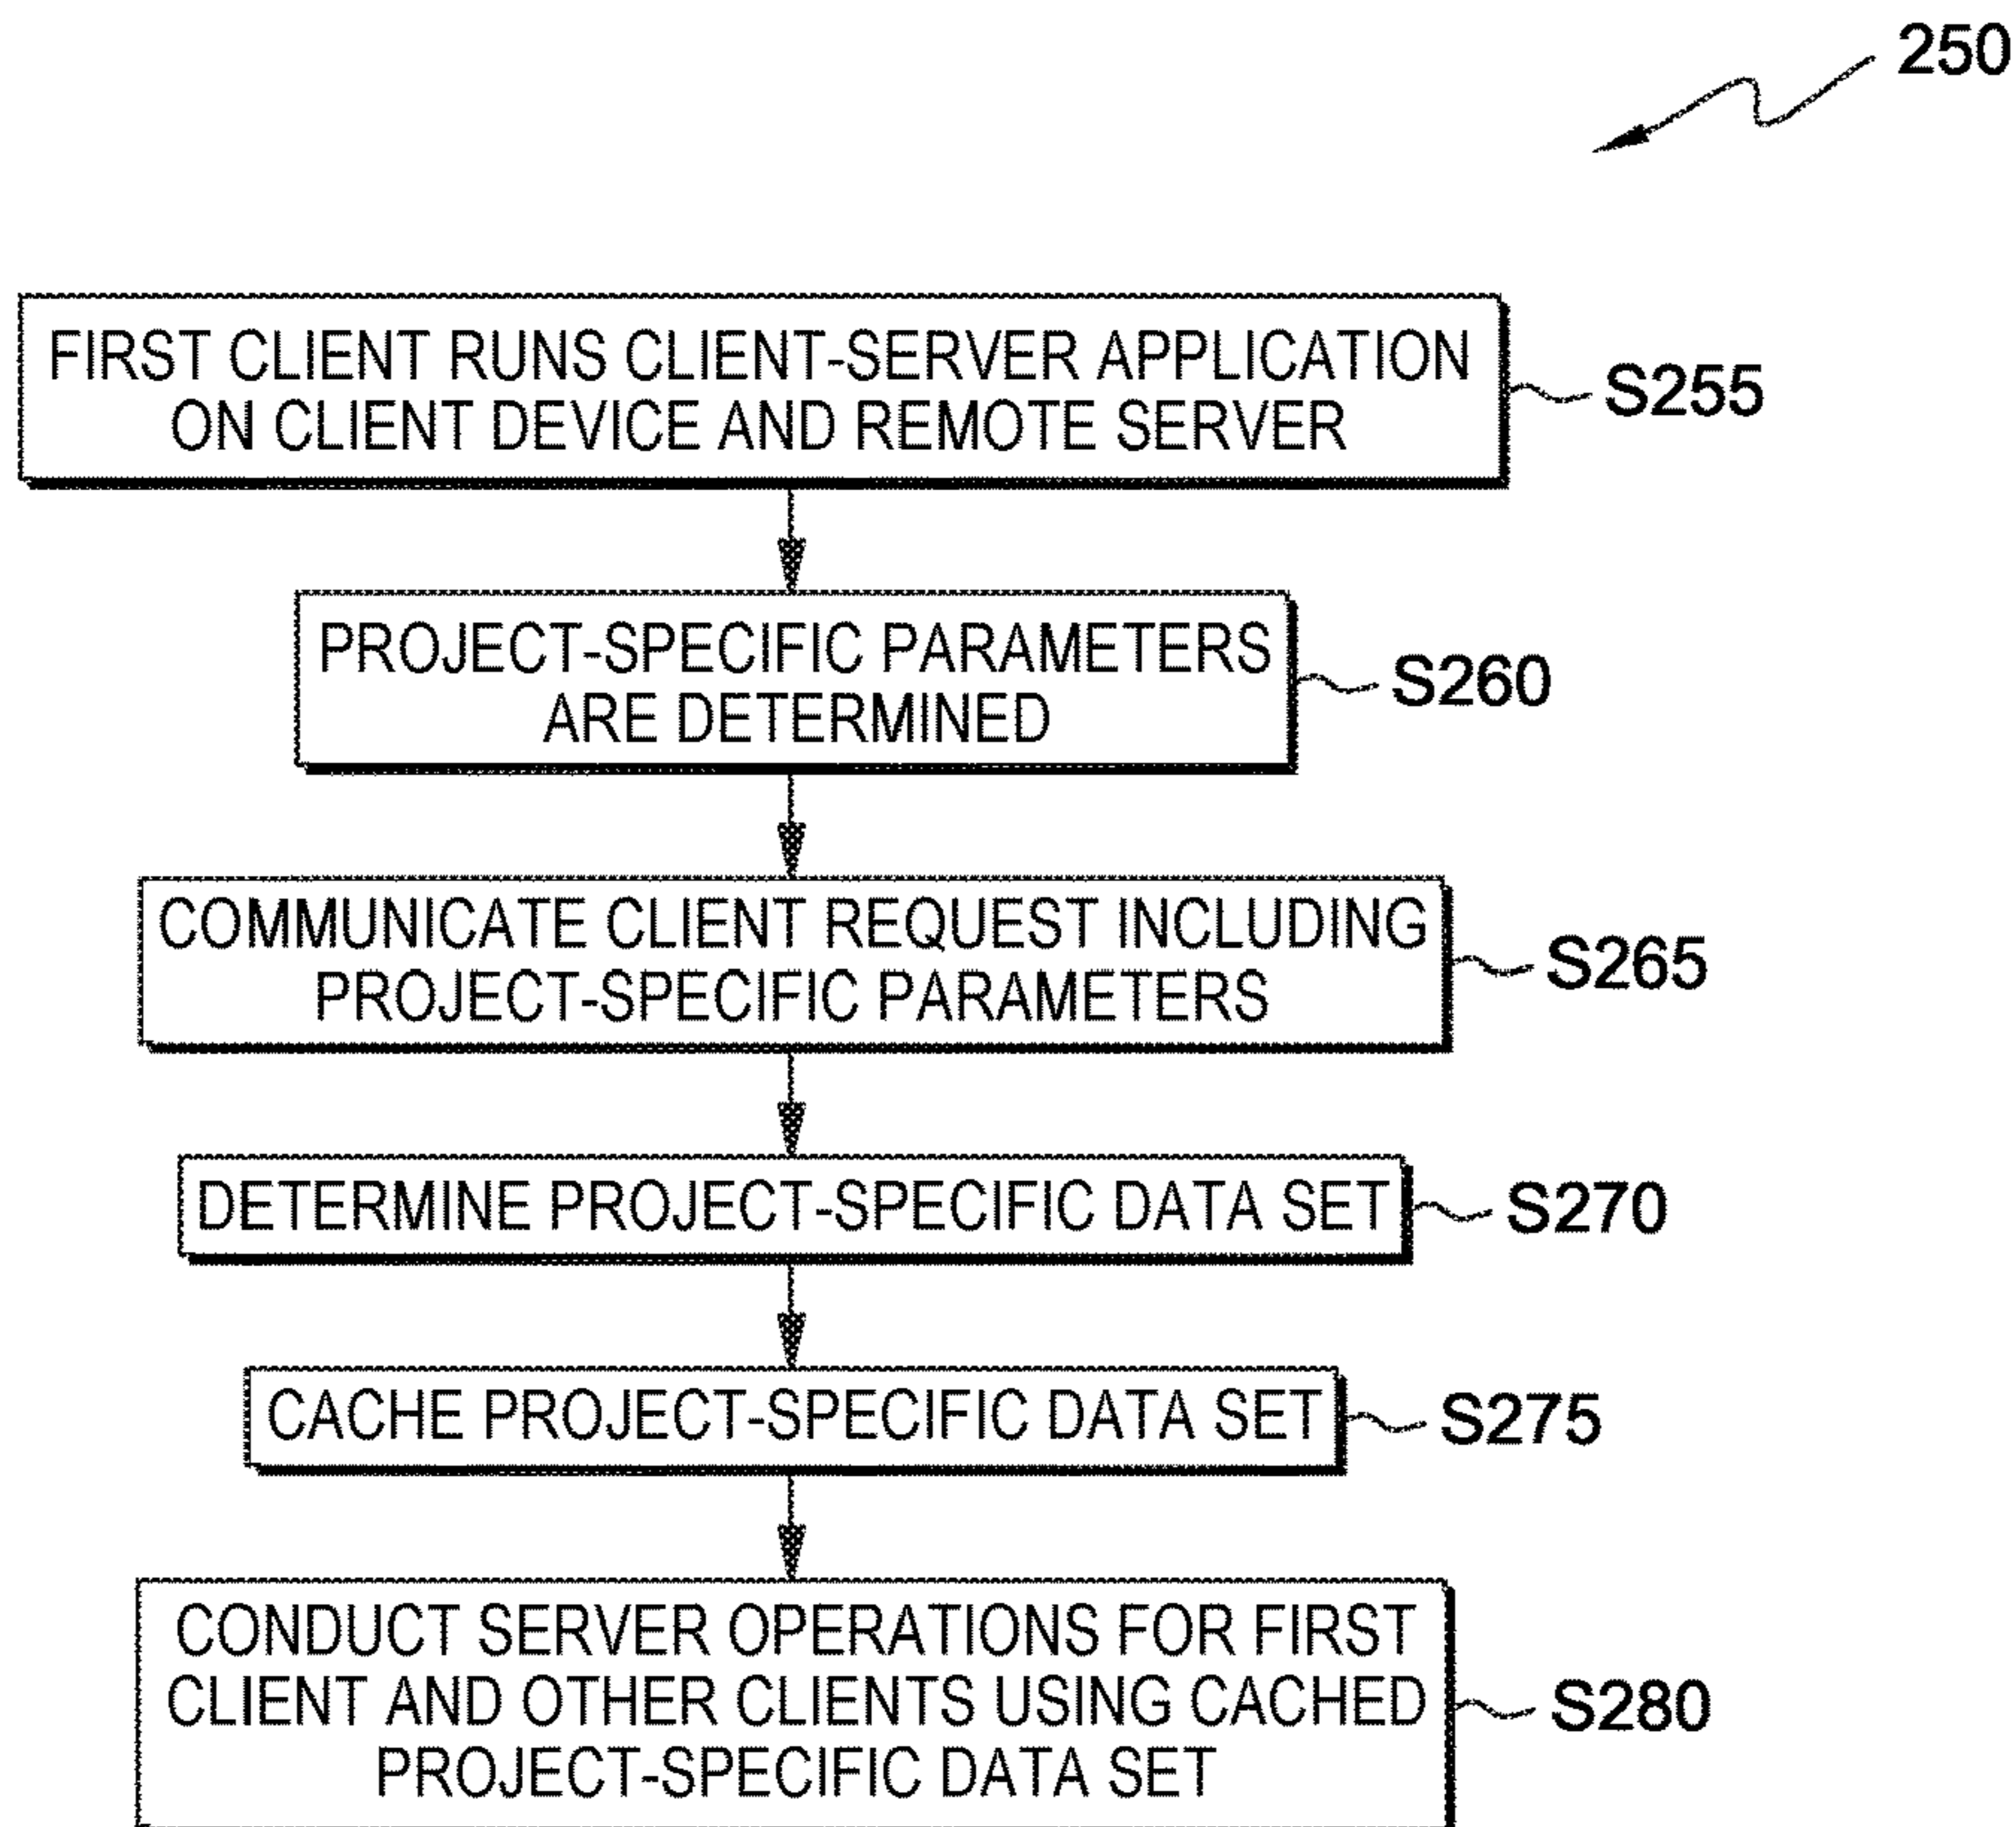 250
FIRST CLIENT RUNS CLIENT-SERVER APPLICATION
ON CLIENT DEVICE AND REMOTE SERVER
S255
PROJECT-SPECIFIC PARAMETERS
ARE DETERMINED
S260
COMMUNICATE CLIENT REQUEST INCLUDING
PROJECT-SPECIFIC PARAMETERS
S265
DETERMINE PROJECT-SPECIFIC DATA SET
S270
CACHE PROJECT-SPECIFIC DATA SET
S275
CONDUCT SERVER OPERATIONS FOR FIRST
CLIENT AND OTHER CLIENTS USING CACHED
PROJECT-SPECIFIC DATA SET
S280